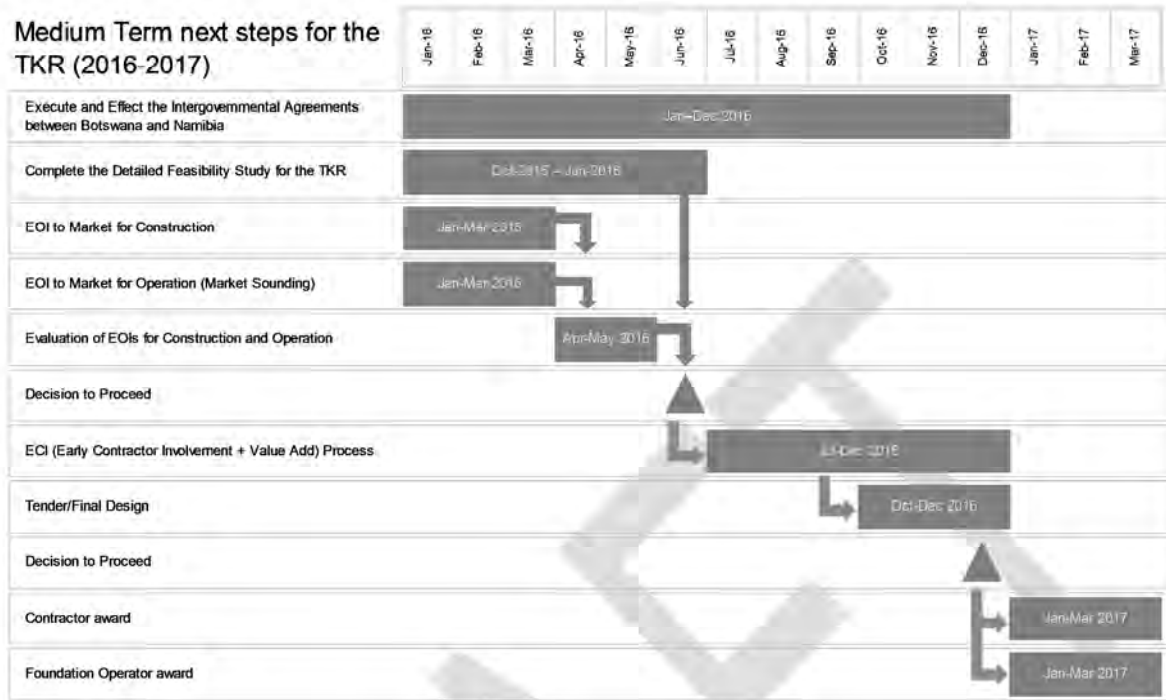 Medium Term next steps for the
TKR (2016-2017)
Jan-16
Feb-16
Mar-16
Apr-16
May-16
Jun-16
Jul-16
Aug-16
Sep-16
Oct-16
Nov-16
Dec-16
Jan-17
Feb-17
Mar-17
Execute and Effect the Intergovernmental Agreements
between Botswana and Namibia
Jan–Dec 2016
Complete the Detailed Feasibility Study for the TKR
Oct-2015 – Jun-2016
EOI to Market for Construction
Jan-Mar 2016
EOI to Market for Operation (Market Sounding)
Jan-Mar 2016
Evaluation of EOIs for Construction and Operation
Apr-May 2016
Decision to Proceed
ECI (Early Contractor Involvement + Value Add) Process
Jul-Dec 2016
Tender/Final Design
Oct-Dec 2016
Decision to Proceed
Contractor award
Jan-Mar 2017
Foundation Operator award
Jan-Mar 2017